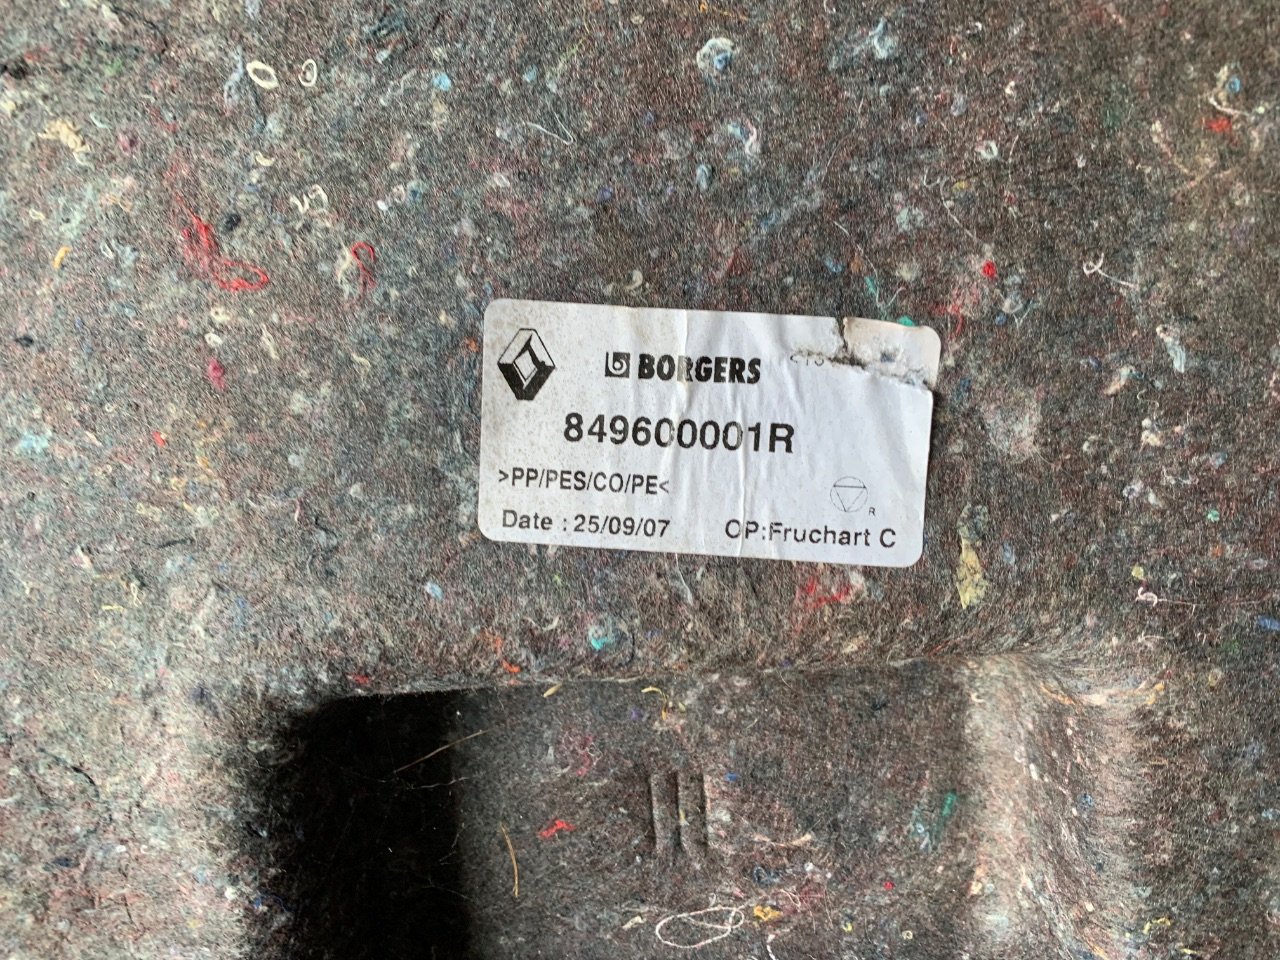 BORGERS
849600001R
>PP/PES/CO/PE<
Date : 25/09/07 OP:Fruchart C
R